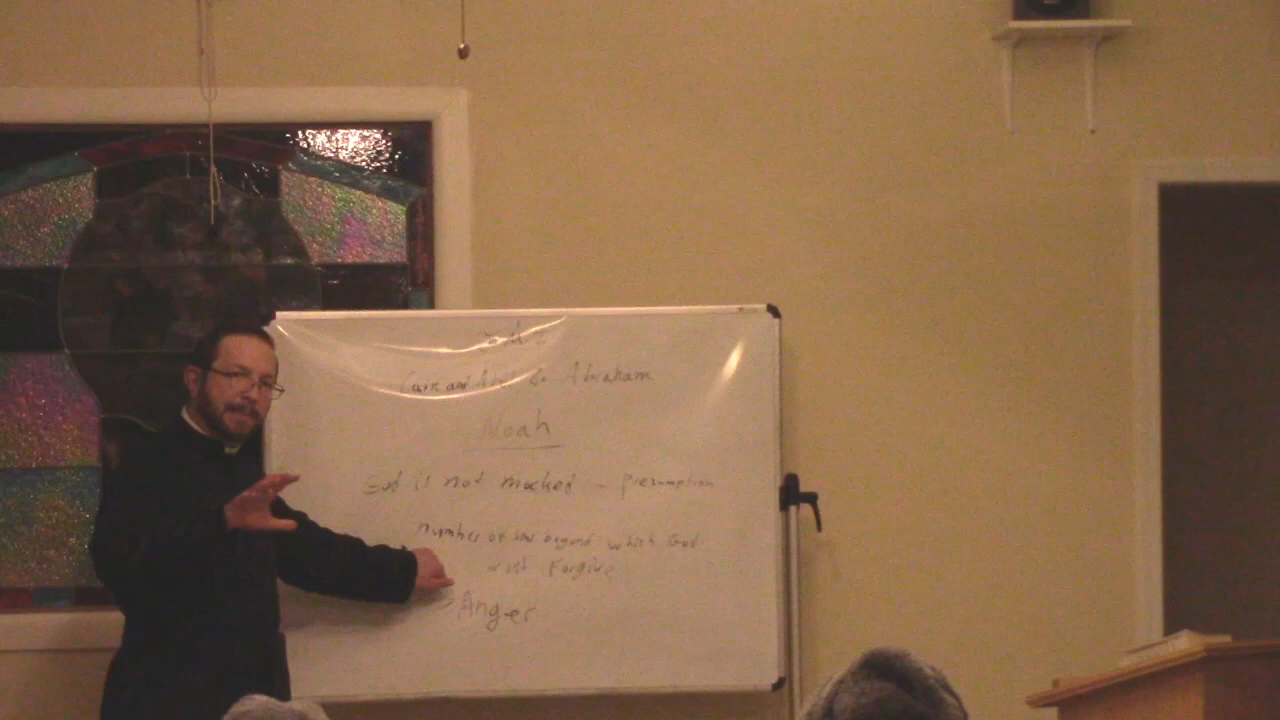 Cain and Abel to Abraham
Noah
God is not mocked - presumption
number of sins beyond which God
wont Forgive
Anger